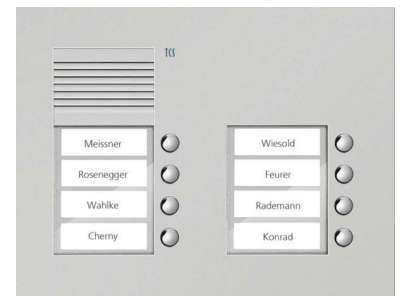 TCS
Meissner
Rosenegger
Wahlke
Cherny
Wiesold
Feurer
Rademann
Konrad